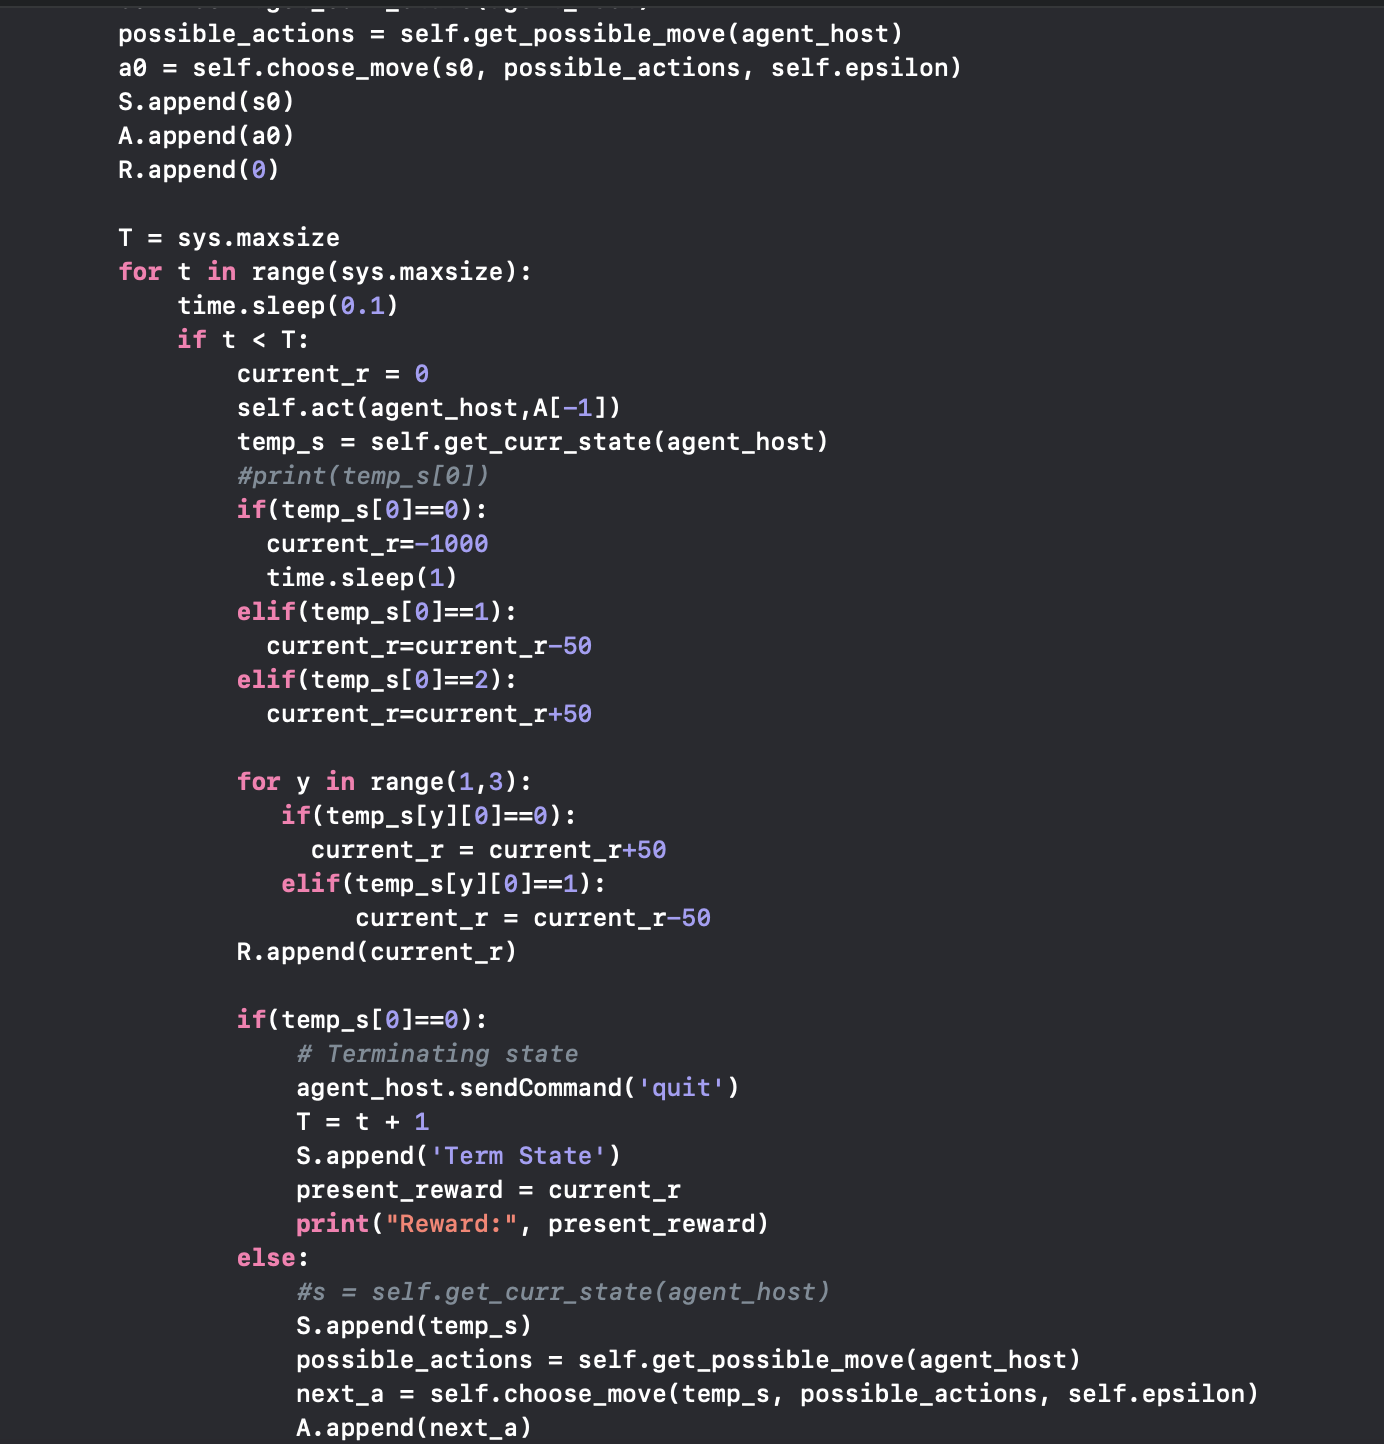 possible_actions = self.get_possible_move(agent_host)
a0 = self.choose_move(s0, possible_actions, self.epsilon)
S.append(s0)
A.append(a0)
R.append(0)
T = sys.maxsize
for t in range(sys.maxsize):
time.sleep(0.1)
if t < T:
current_r = 0
self.act(agent_host,A[-1])
temp_s = self.get_curr_state(agent_host)
#print(temp_s[0])
if(temp_s[0]==0):
current_r=-1000
time.sleep(1)
elif(temp_s[0]==1):
current_r=current_r-50
elif(temp_s[0]==2):
current_r=current_r+50
for y in range(1,3):
if(temp_s[y][0]==0):
current_r = current_r+50
elif(temp_s[y][0]==1):
current_r = current_r-50
R.append(current_r)
if(temp_s[0]==0):
# Terminating state
agent_host.sendCommand('quit')
T = t + 1
S.append('Term State')
present_reward = current_r
print("Reward:", present_reward)
else:
#s = self.get_curr_state(agent_host)
S.append(temp_s)
possible_actions = self.get_possible_move(agent_host)
next_a = self.choose_move(temp_s, possible_actions, self.epsilon)
A.append(next_a)